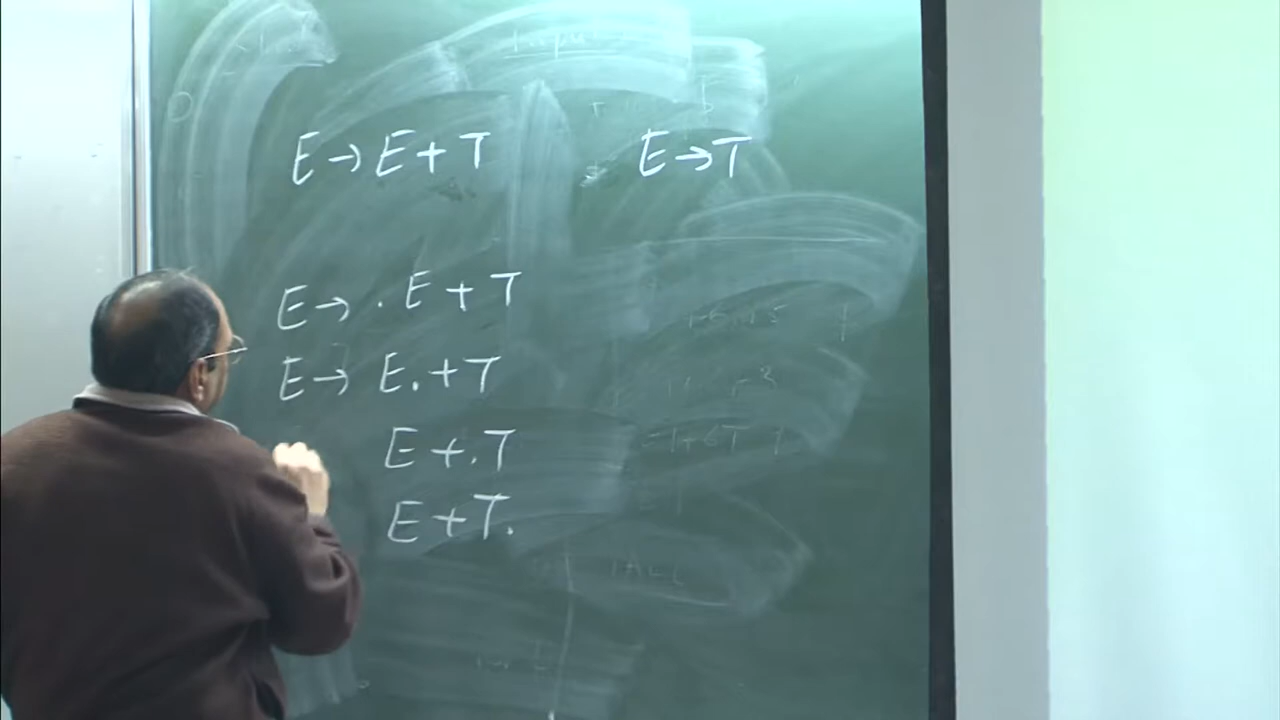 E → E + T E → T
E → . E + T
E → E . + T
E + . T
E + T .